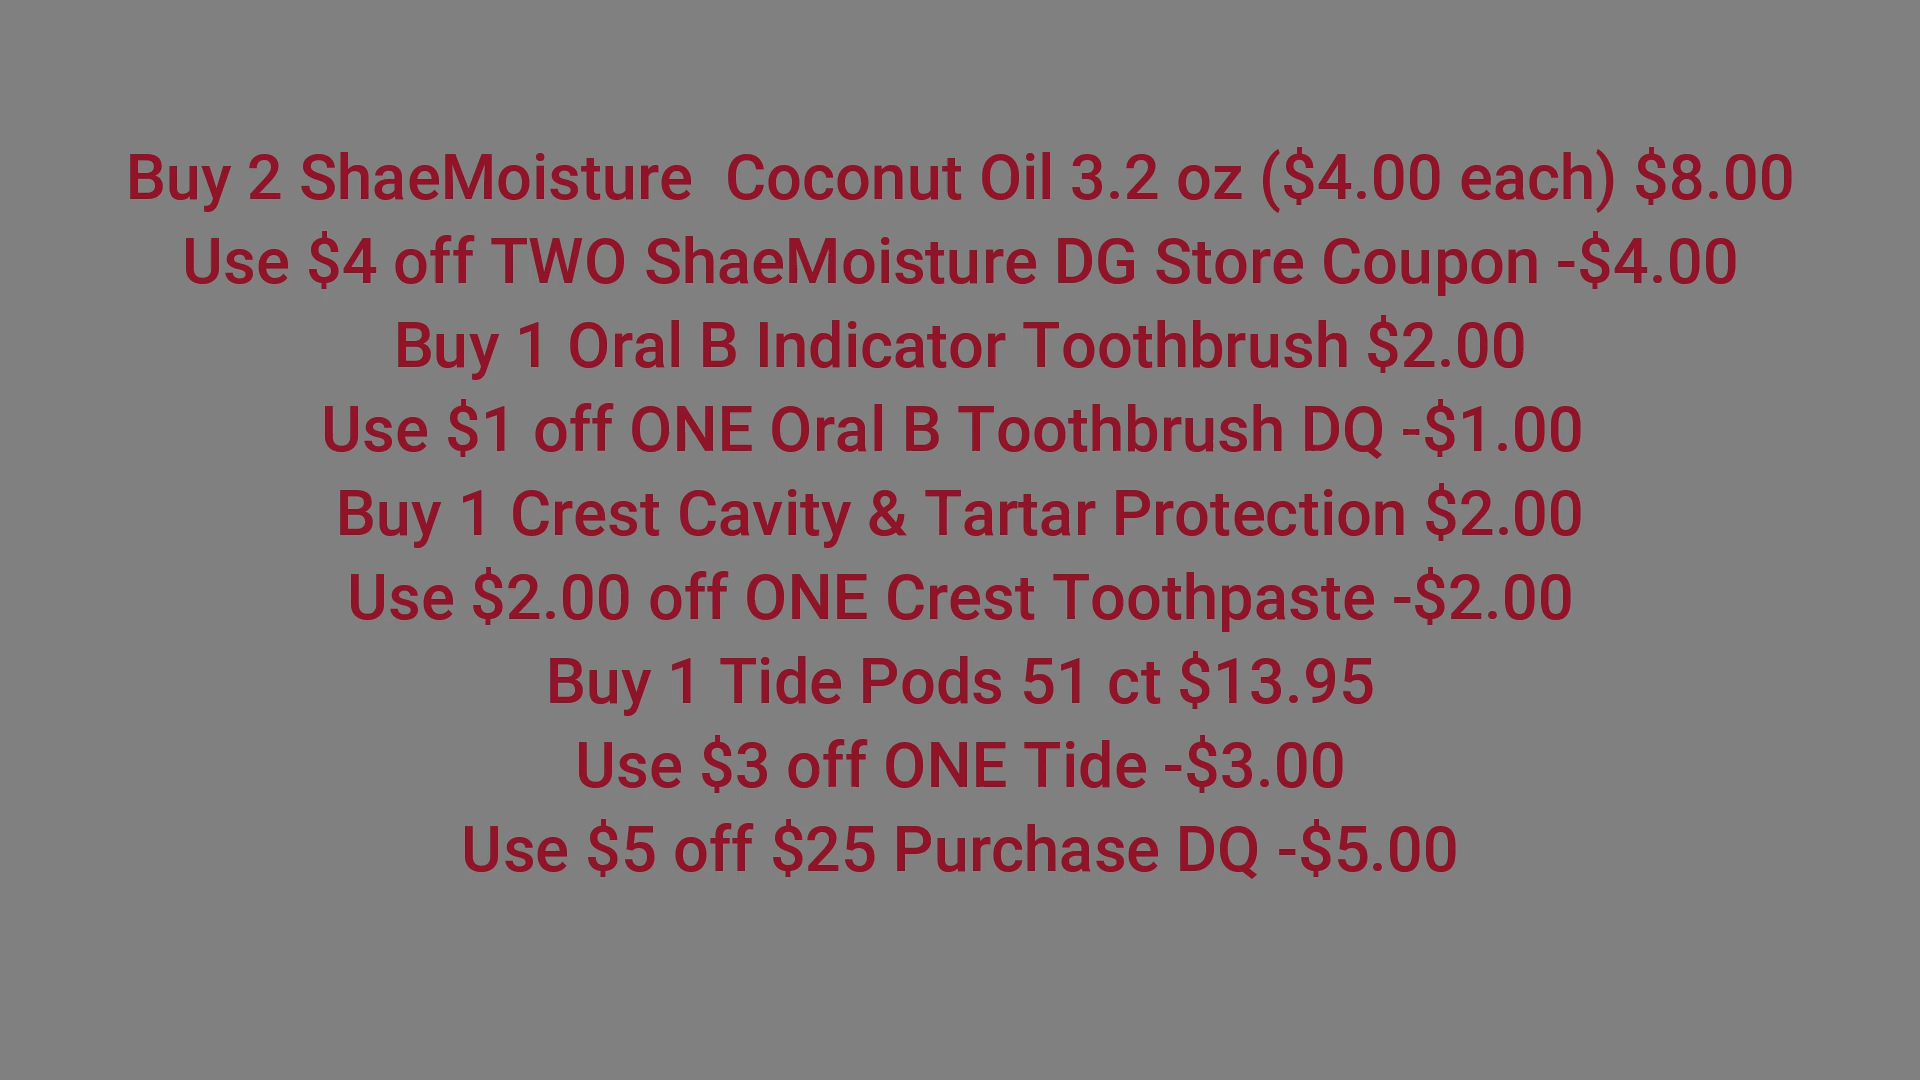 Buy 2 ShaeMoisture  Coconut Oil 3.2 oz ($4.00 each) $8.00
Use $4 off TWO ShaeMoisture DG Store Coupon -$4.00
Buy 1 Oral B Indicator Toothbrush $2.00
Use $1 off ONE Oral B Toothbrush DQ -$1.00
Buy 1 Crest Cavity & Tartar Protection $2.00
Use $2.00 off ONE Crest Toothpaste -$2.00
Buy 1 Tide Pods 51 ct $13.95
Use $3 off ONE Tide -$3.00
Use $5 off $25 Purchase DQ -$5.00